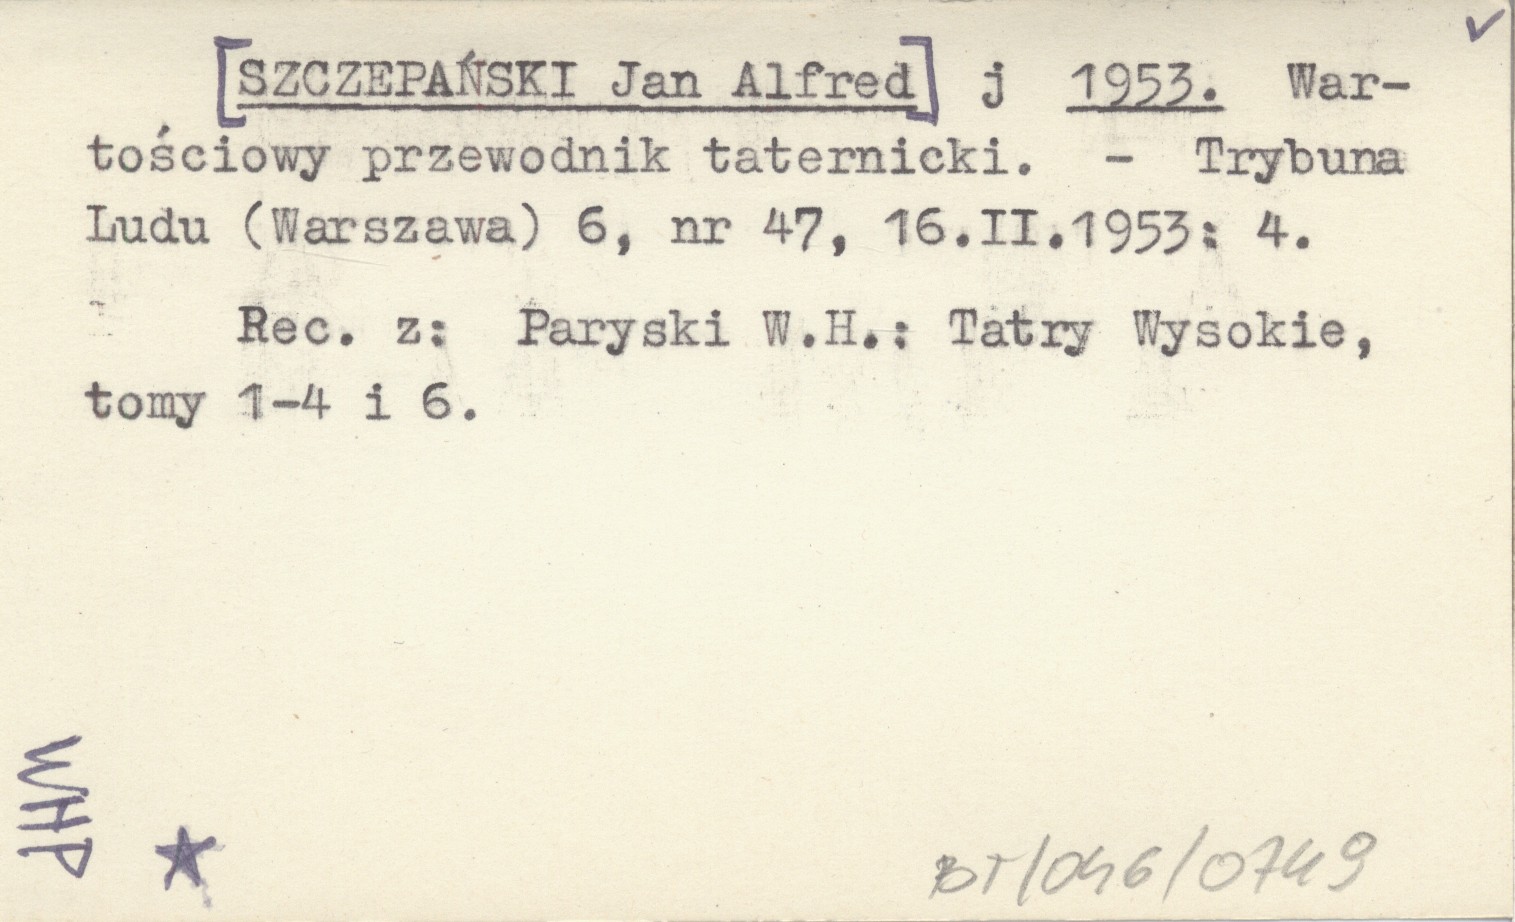 [SZCZEPAŃSKI Jan Alfred] j 1953. War-
tościowy przewodnik taternicki. - Trybuna
Ludu (Warszawa) 6, nr 47, 16.II.1953: 4.
Rec. z: Paryski W.H.: Tatry Wysokie,
tomy 1-4 i 6.
WHP
BT/046/0749